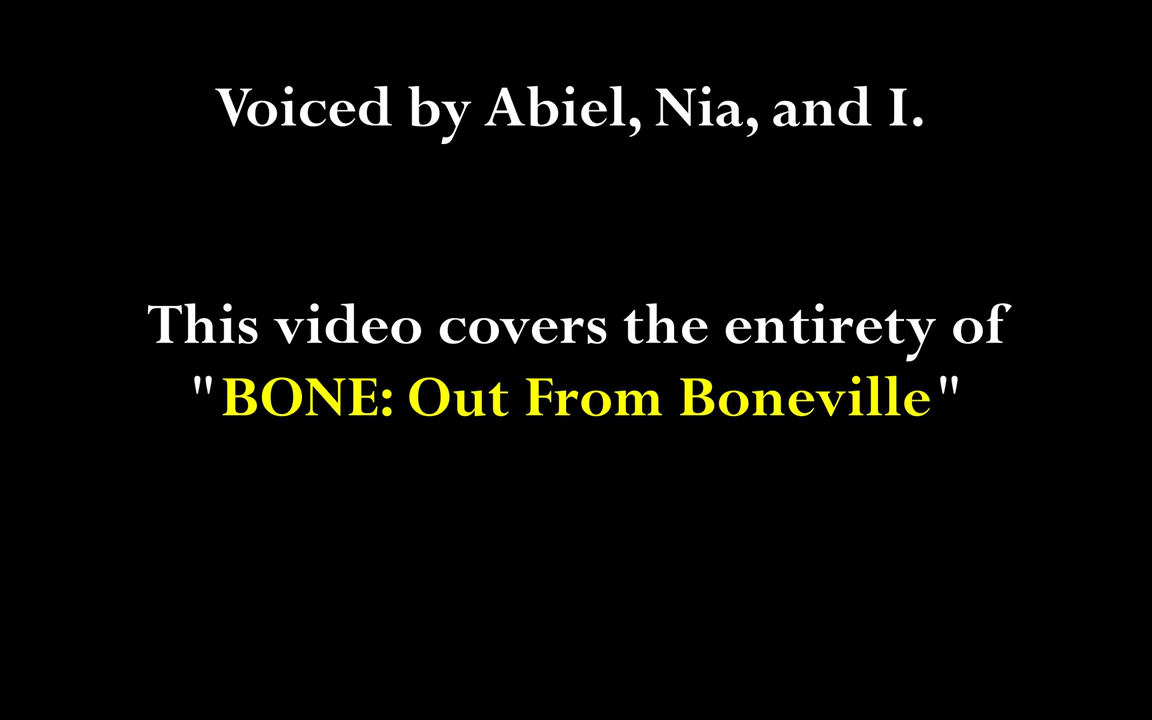 Voiced by Abiel, Nia, and I.
This video covers the entirety of
"BONE: Out From Boneville"